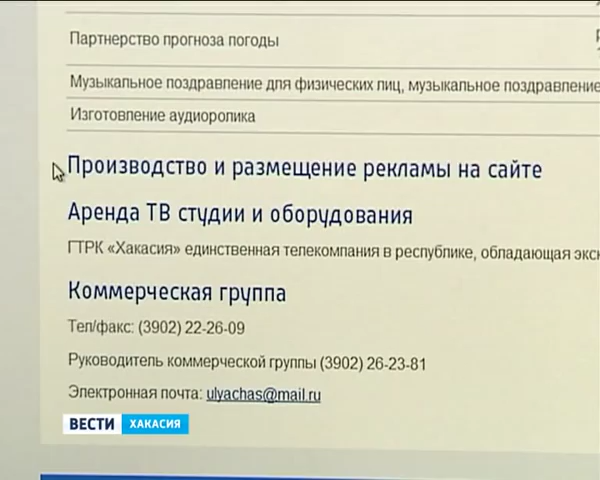 Партнерство прогноза погоды
Музыкальное поздравление для физических лиц, музыкальное поздравление
Изготовление аудиоролика
Производство и размещение рекламы на сайте
Аренда ТВ студии и оборудования
ГТРК «Хакасия» единственная телекомпания в республике, обладающая
Коммерческая группа
Тел/факс: (3902) 22-26-09
Руководитель коммерческой группы (3902) 26-23-81
Электронная почта: ulyachas@mail.ru
ВЕСТИ ХАКАСИЯ